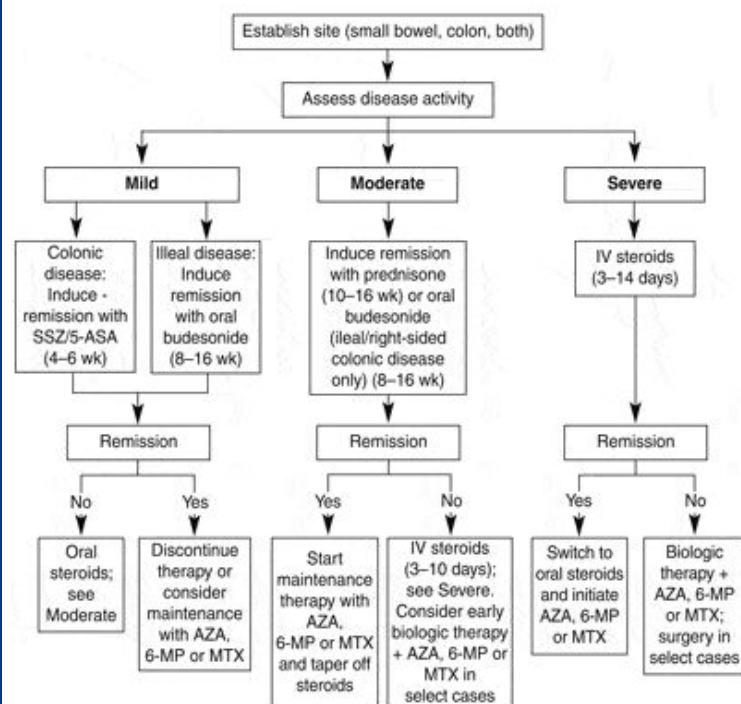 Establish site (small bowel, colon, both)
Assess disease activity
Mild
Moderate
Severe
Colonic
disease:
Induce -
remission with
SSZ/5-ASA
(4–6 wk)
Illeal disease:
Induce
remission
with oral
budesonide
(8–16 wk)
Induce remission
with prednisone
(10–16 wk) or oral
budesonide
(ileal/right-sided
colonic disease
only) (8–16 wk)
IV steroids
(3–14 days)
Remission
Remission
Remission
No
Yes
Yes
No
Yes
No
Oral
steroids;
see
Moderate
Discontinue
therapy or
consider
maintenance
with AZA,
6-MP or MTX
Start
maintenance
therapy with
AZA,
6-MP or MTX
and taper off
steroids
IV steroids
(3–10 days);
see Severe.
Consider early
biologic therapy
+ AZA, 6-MP or
MTX in
select cases
Switch to
oral steroids
and initiate
AZA, 6-MP
or MTX
Biologic
therapy +
AZA, 6-MP
or MTX;
surgery in
select cases